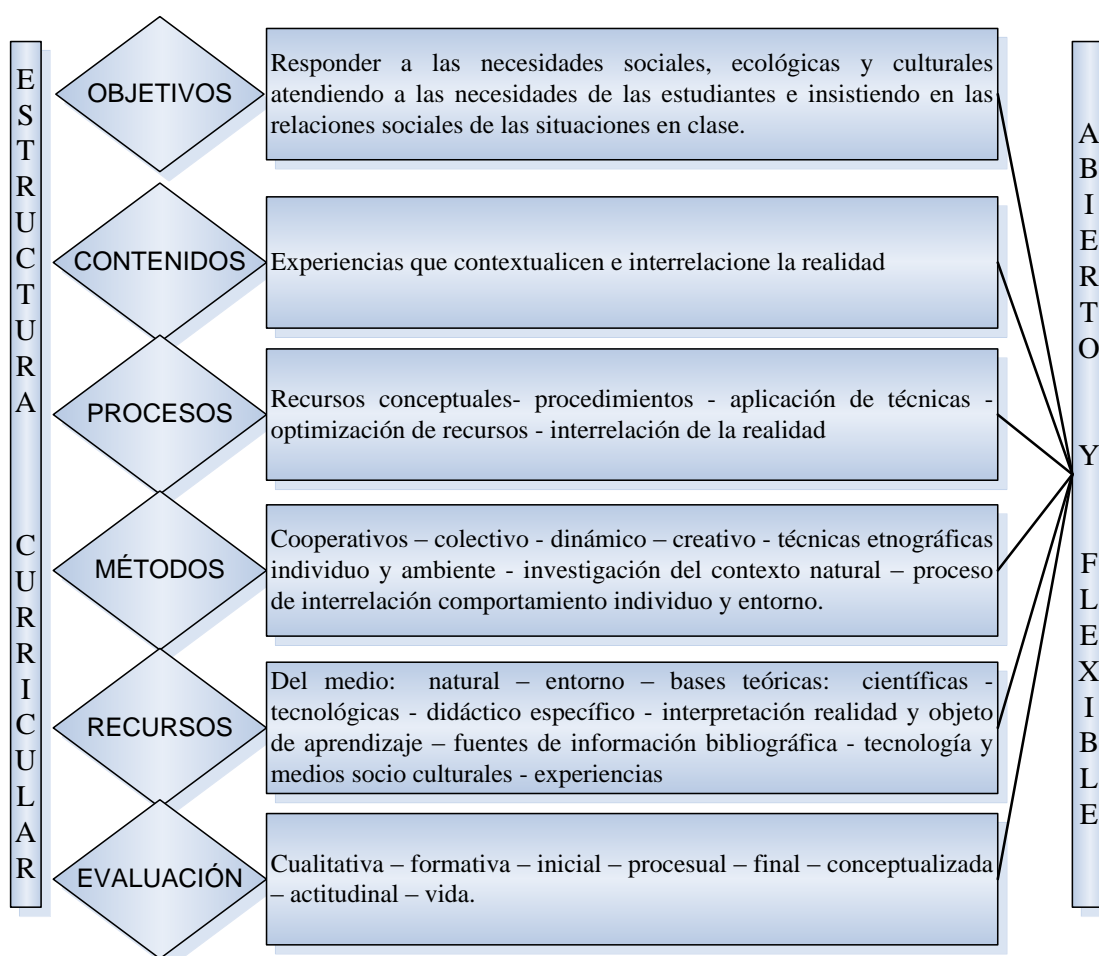 ESTRUCTURA CURRICULAR
OBJETIVOS
Responder a las necesidades sociales, ecológicas y culturales
atendiendo a las necesidades de las estudiantes e insistiendo en las
relaciones sociales de las situaciones en clase.
CONTENIDOS
Experiencias que contextualicen e interrelacione la realidad
PROCESOS
Recursos conceptuales- procedimientos - aplicación de técnicas -
optimización de recursos - interrelación de la realidad
MÉTODOS
Cooperativos – colectivo - dinámico – creativo - técnicas etnográficas
individuo y ambiente - investigación del contexto natural – proceso
de interrelación comportamiento individuo y entorno.
RECURSOS
Del medio: natural – entorno – bases teóricas: científicas -
tecnológicas - didáctico específico - interpretación realidad y objeto
de aprendizaje – fuentes de información bibliográfica - tecnología y
medios socio culturales - experiencias
EVALUACIÓN
Cualitativa – formativa – inicial – procesual – final – conceptualizada
– actitudinal – vida.
ABIERTO Y FLEXIBLE